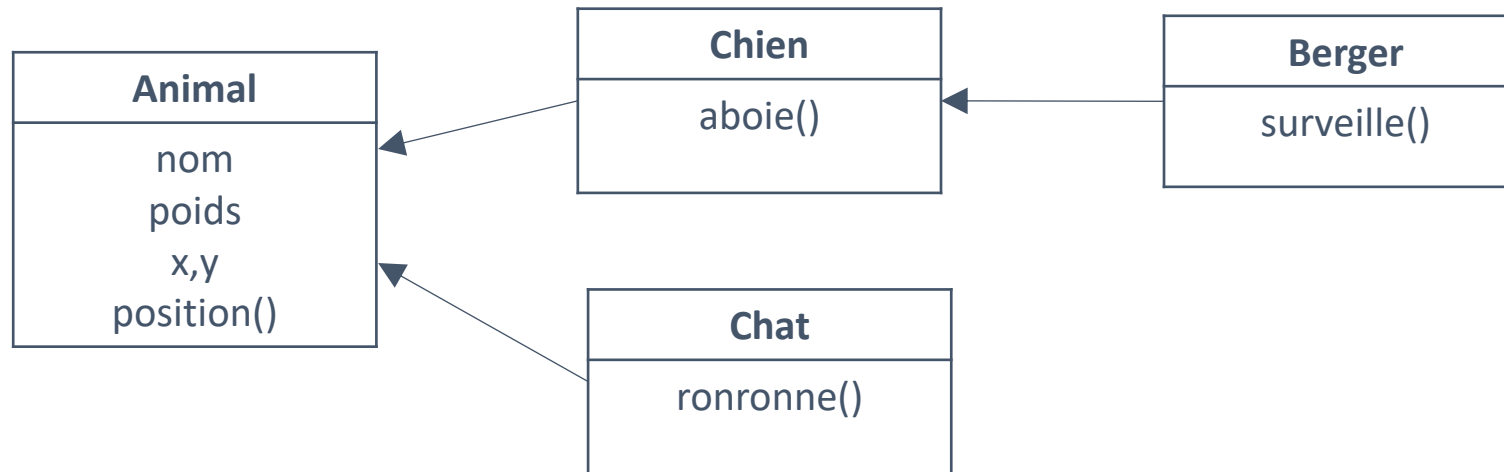 Animal
nom
poids
x,y
position()
Chien
aboie()
Berger
surveille()
Chat
ronronne()